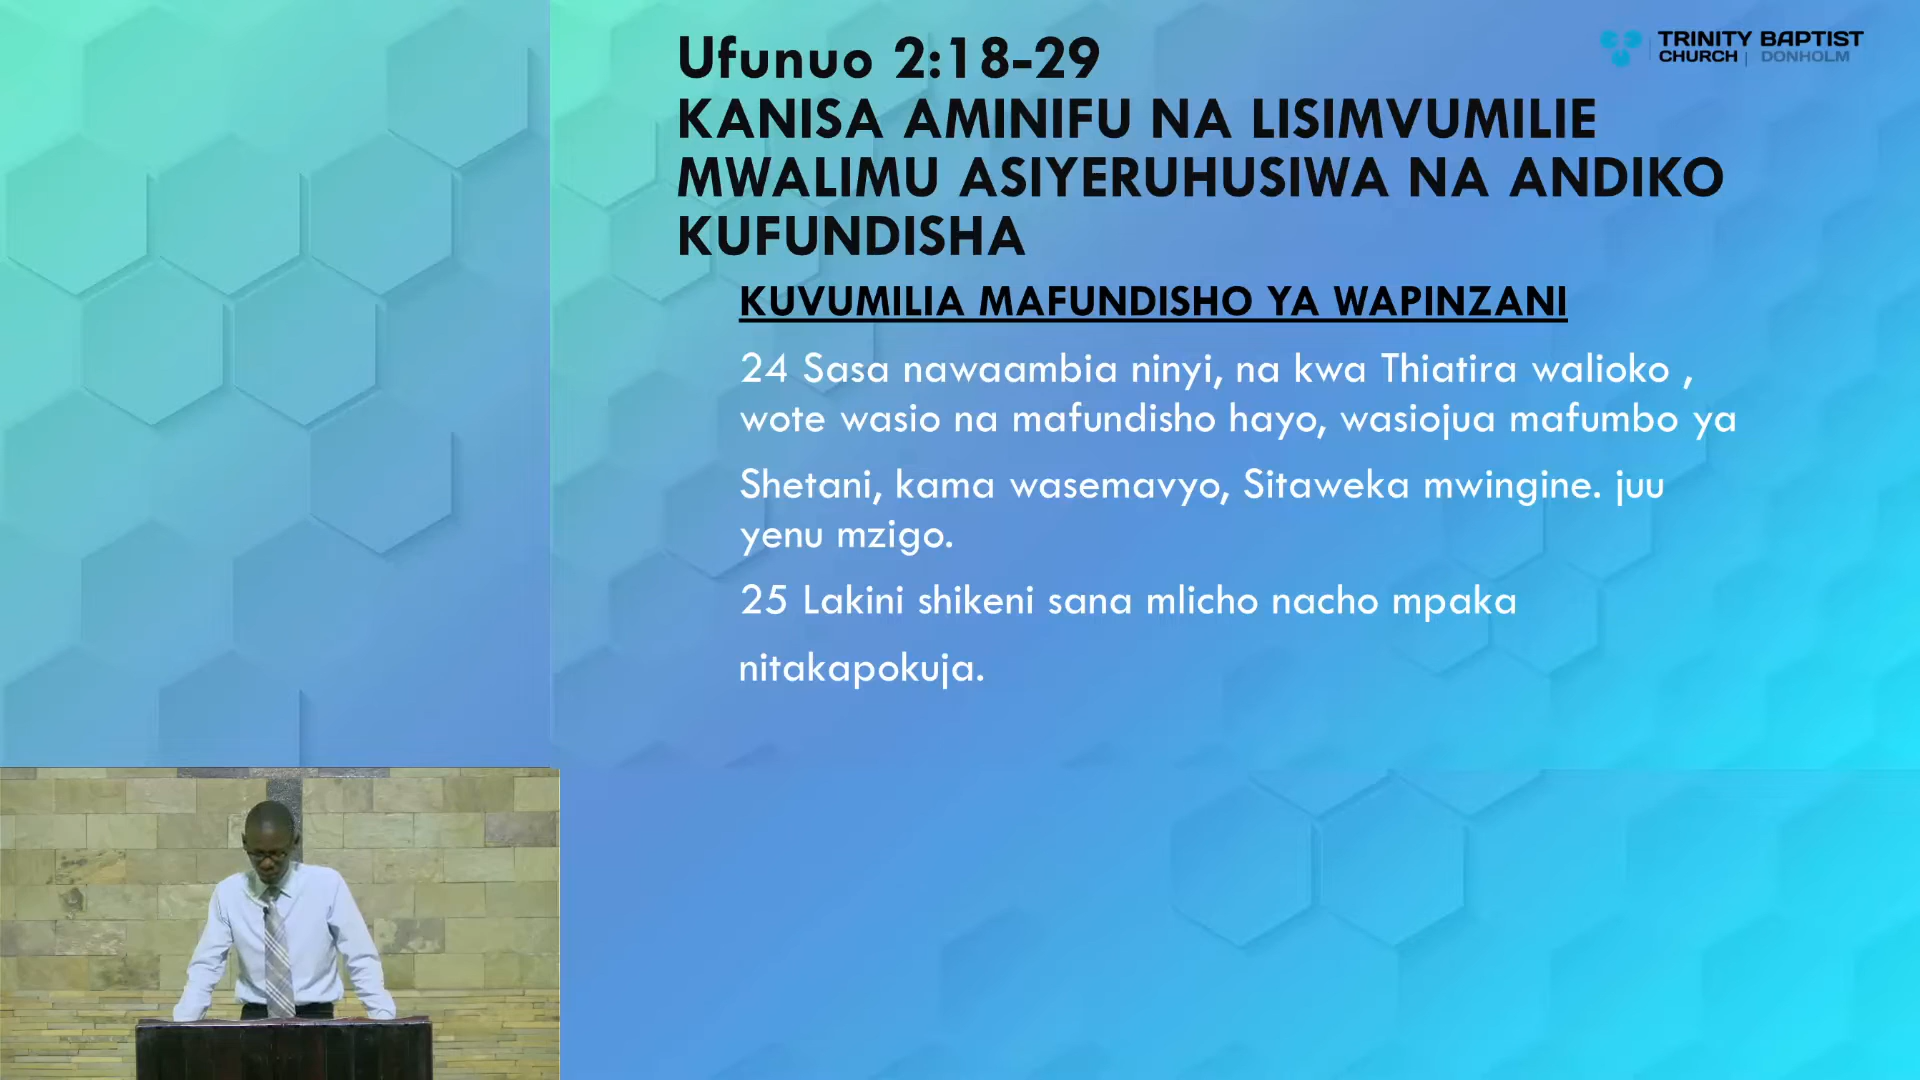 Ufunuo 2:18-29
KANISA AMINIFU NA LISIMVUMILIE
MWALIMU ASIYERUHUSIWA NA ANDIKO
KUFUNDISHA
TRINITY BAPTIST
CHURCH | DONHOLM
KUVUMILIA MAFUNDISHO YA WAPINZANI
24 Sasa nawaambia ninyi, na kwa Thiatira walioko ,
wote wasio na mafundisho hayo, wasiojua mafumbo ya
Shetani, kama wasemavyo, Sitaweka mwingine. juu
yenu mzigo.
25 Lakini shikeni sana mlicho nacho mpaka
nitakapokuja.